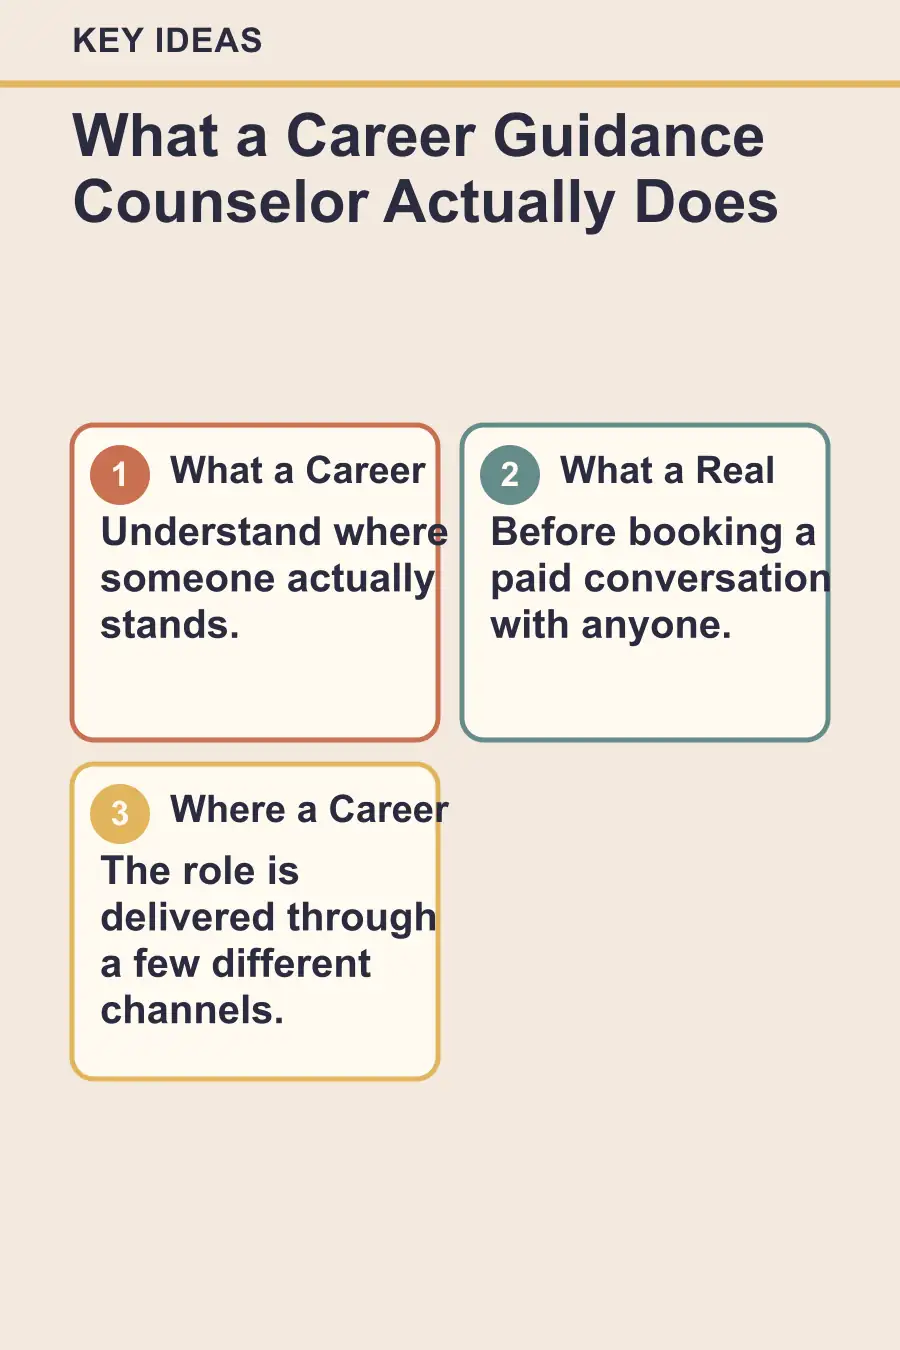 KEY IDEAS
What a Career Guidance
Counselor Actually Does
1 What a Career
Understand where
someone actually
stands.
2 What a Real
Before booking a
paid conversation
with anyone.
3 Where a Career
The role is
delivered through
a few different
channels.